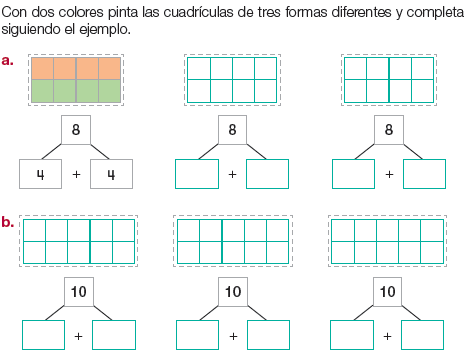 Con dos colores pinta las cuadrículas de tres formas diferentes y completa
siguiendo el ejemplo.
a.
8 8 8
4 + 4 + +
b.
10 10 10
+ + +